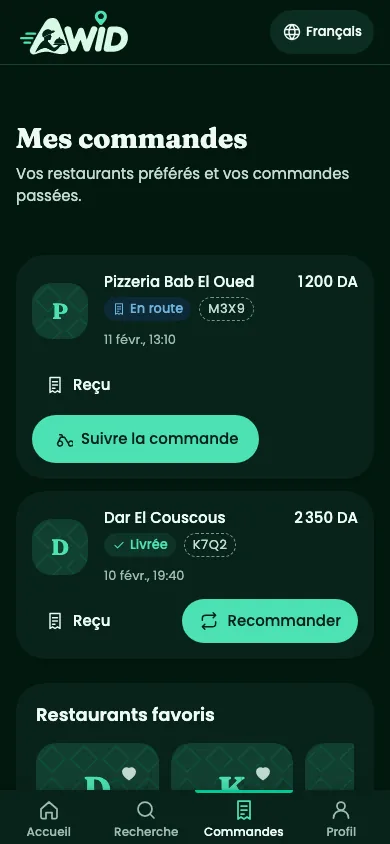 AWID
Français
Mes commandes
Vos restaurants préférés et vos commandes
passées.
P
Pizzeria Bab El Oued
1 200 DA
En route
M3X9
11 févr., 13:10
Reçu
Suivre la commande
D
Dar El Couscous
2 350 DA
Livrée
K7Q2
10 févr., 19:40
Reçu
Recommander
Restaurants favoris
D
K
Accueil
Recherche
Commandes
Profil